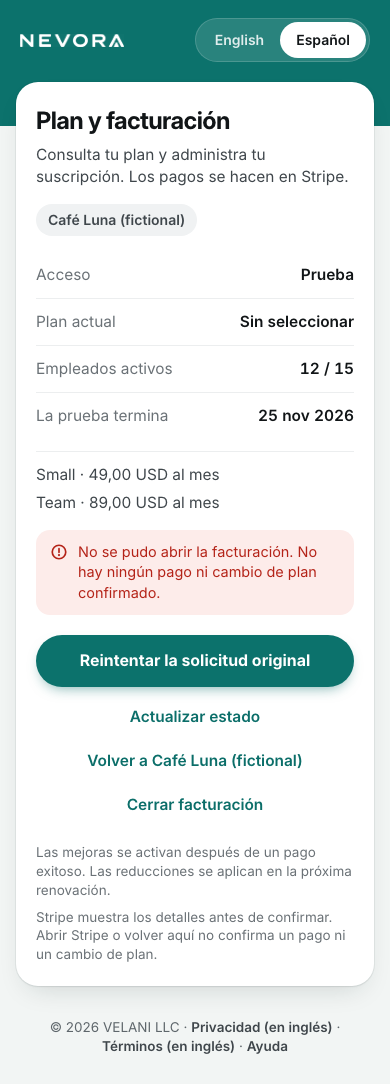 NEVORA
English
Español
Plan y facturación
Consulta tu plan y administra tu
suscripción. Los pagos se hacen en Stripe.
Café Luna (fictional)
Acceso Prueba
Plan actual Sin seleccionar
Empleados activos 12 / 15
La prueba termina 25 nov 2026
Small · 49,00 USD al mes
Team · 89,00 USD al mes
No se pudo abrir la facturación. No
hay ningún pago ni cambio de plan
confirmado.
Reintentar la solicitud original
Actualizar estado
Volver a Café Luna (fictional)
Cerrar facturación
Las mejoras se activan después de un pago
exitoso. Las reducciones se aplican en la próxima
renovación.
Stripe muestra los detalles antes de confirmar.
Abrir Stripe o volver aquí no confirma un pago ni
un cambio de plan.
© 2026 VELANI LLC · Privacidad (en inglés) ·
Términos (en inglés) · Ayuda